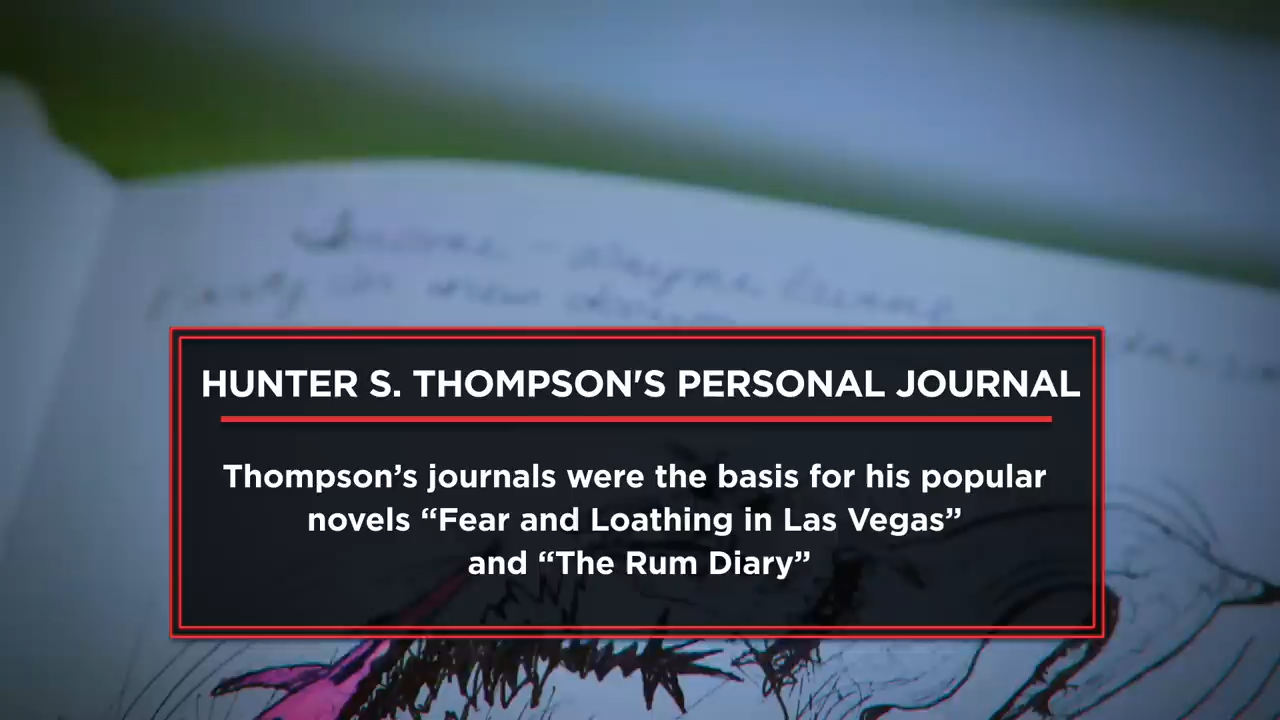 HUNTER S. THOMPSON'S PERSONAL JOURNAL
Thompson’s journals were the basis for his popular
novels “Fear and Loathing in Las Vegas”
and “The Rum Diary”